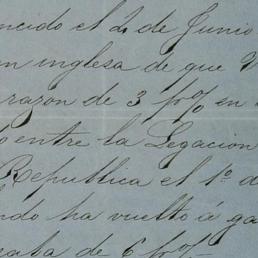 ncido el 2 de Junio
n inglesa de que V
razon de 3 p% en
entre la Legacion
Republica el 1º de
ndo ha vuelto á ga
de 6 p%